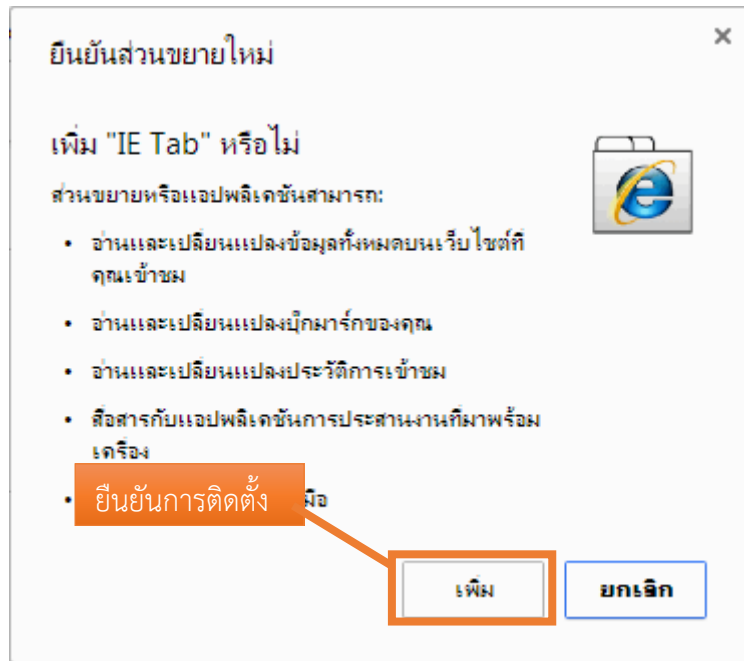 ยืนยันส่วนขยายใหม่
เพิ่ม "IE Tab" หรือไม่
ส่วนขยายหรือแอปพลิเคชันสามารถ:
• อ่านและเปลี่ยนแปลงข้อมูลทั้งหมดบนเว็บไซต์ที่
คุณเข้าชม
• อ่านและเปลี่ยนแปลงบุ๊กมาร์กของคุณ
• อ่านและเปลี่ยนแปลงประวัติการเข้าชม
• สื่อสารกับแอปพลิเคชันการประสานงานที่มาพร้อม
เครื่อง
• ยืนยันการติดตั้ง มือ
เพิ่ม ยกเลิก